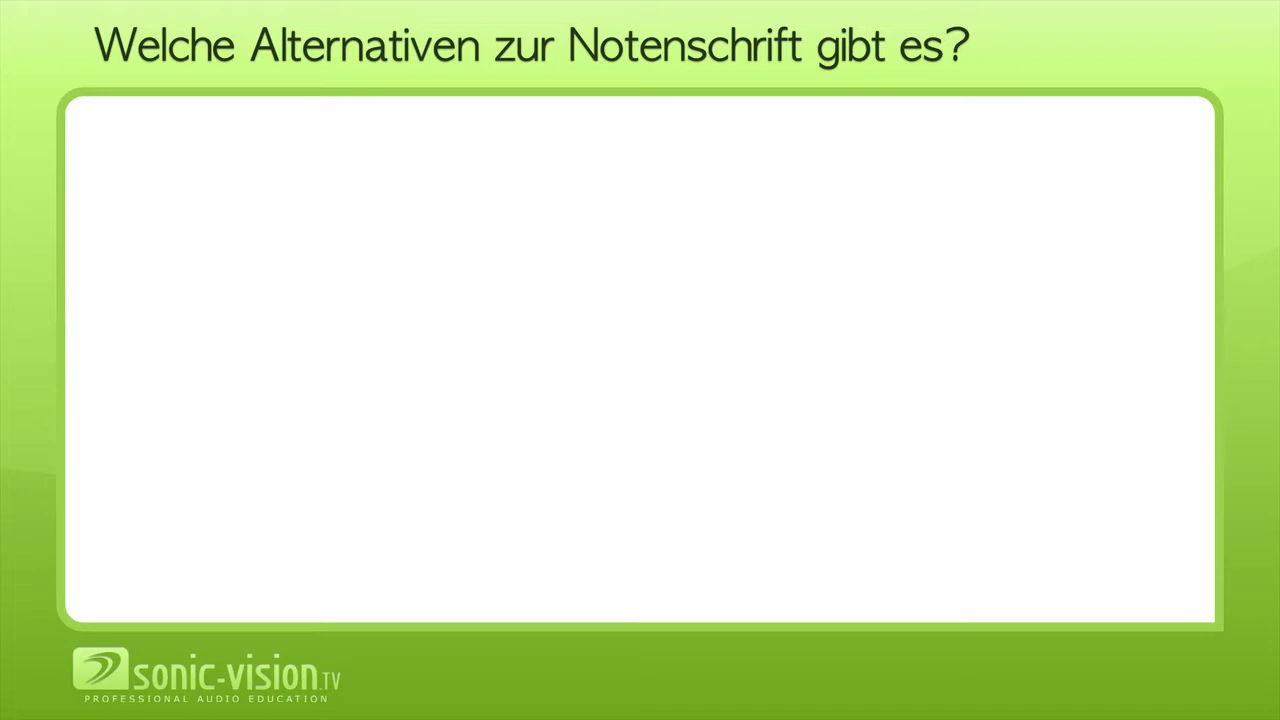 Welche Alternativen zur Notenschrift gibt es?
sonic-vision.TV
PROFESSIONAL AUDIO EDUCATION